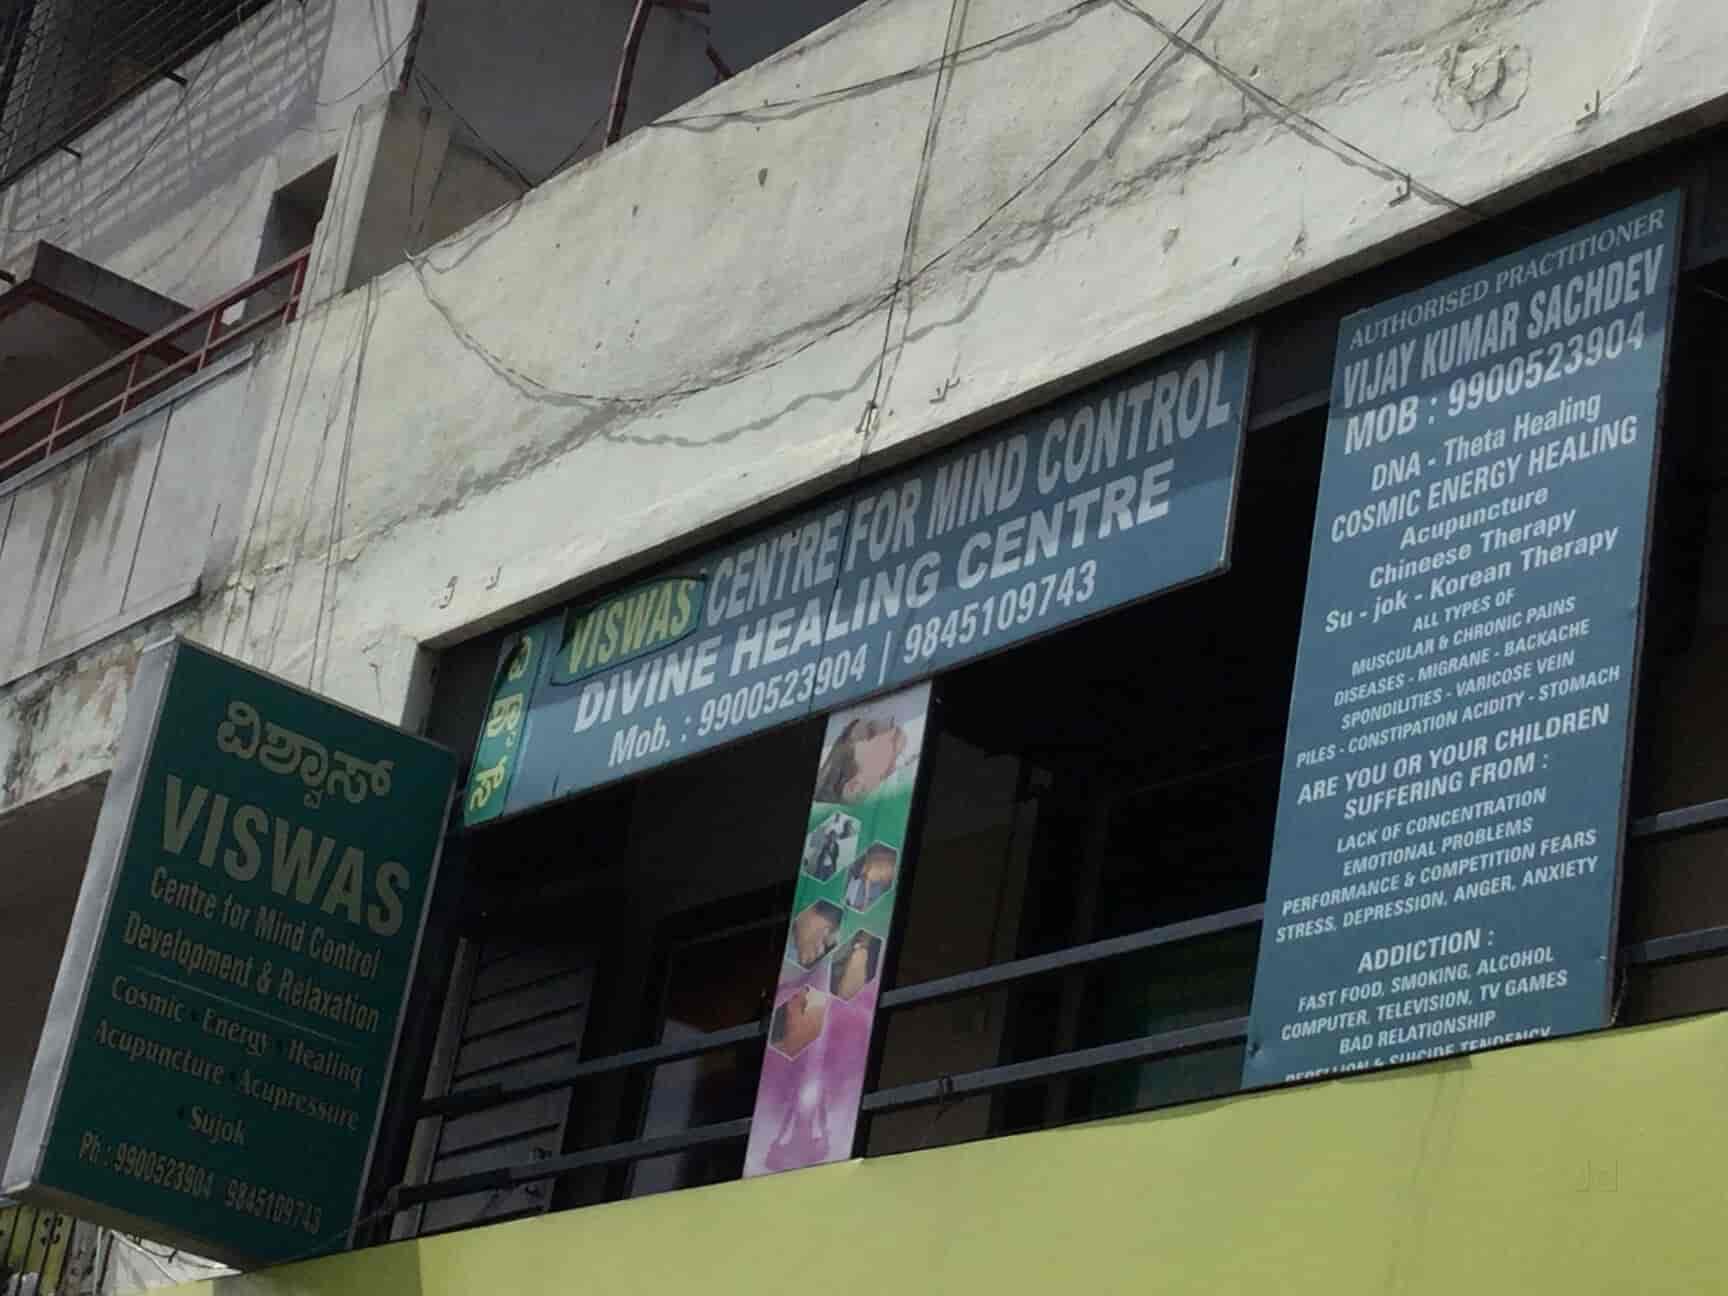 ವಿಶ್ವಾಸ್
VISWAS
Centre for Mind Control
Development & Relaxation
Cosmic • Energy • Healing
Acupuncture • Acupressure
• Sujok
Ph : 9900523904 9845109743
ವಿಶ್ವಾಸ್
VISWAS CENTRE FOR MIND CONTROL
DIVINE HEALING CENTRE
Mob. : 9900523904 | 9845109743
AUTHORISED PRACTITIONER
VIJAY KUMAR SACHDEV
MOB : 9900523904
DNA - Theta Healing
COSMIC ENERGY HEALING
Acupuncture
Chineese Therapy
Su - jok - Korean Therapy
ALL TYPES OF
MUSCULAR & CHRONIC PAINS
DISEASES - MIGRANE - BACKACHE
SPONDILITIES - VARICOSE VEIN
PILES - CONSTIPATION ACIDITY - STOMACH
ARE YOU OR YOUR CHILDREN
SUFFERING FROM :
LACK OF CONCENTRATION
EMOTIONAL PROBLEMS
PERFORMANCE & COMPETITION FEARS
STRESS, DEPRESSION, ANGER, ANXIETY
ADDICTION :
FAST FOOD, SMOKING, ALCOHOL
COMPUTER, TELEVISION, TV GAMES
BAD RELATIONSHIP
REBELLION & SUICIDE TENDENCY
Jd